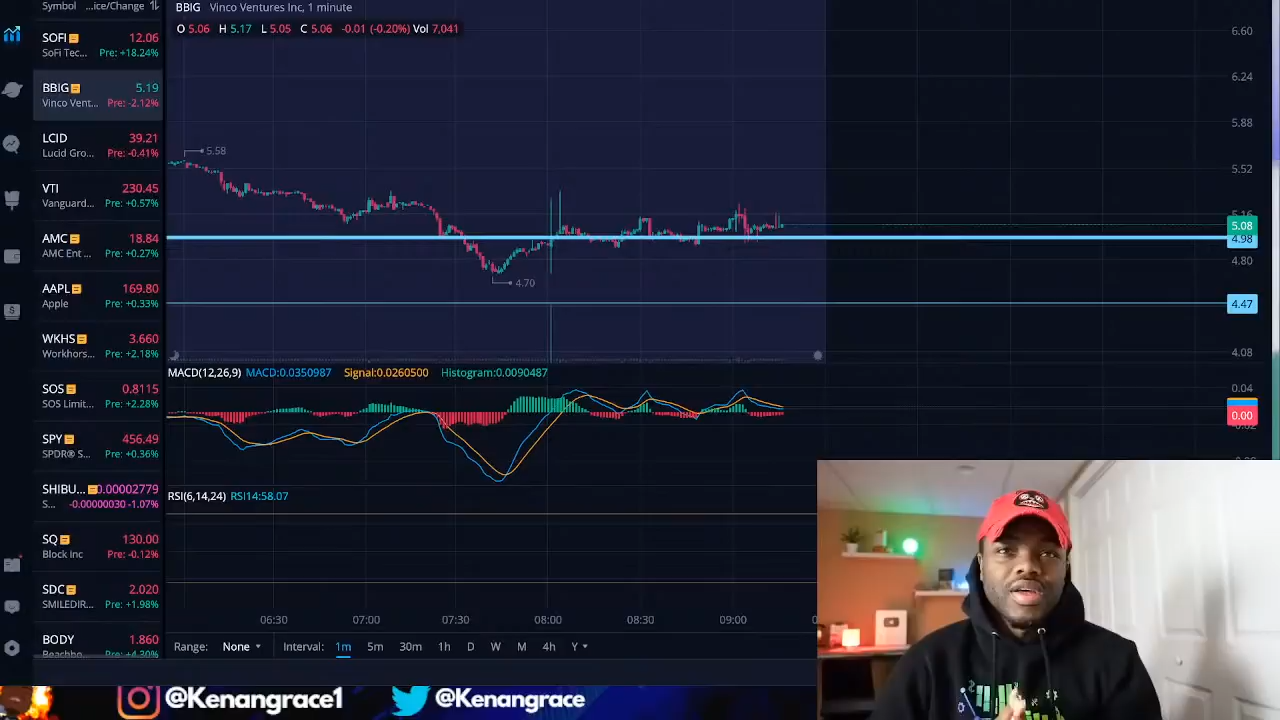 Symbol ...ice/Change
SOFI 12.06
SoFi Tec... Pre: +18.24%
BBIG 5.19
Vinco Vent... Pre: -2.12%
LCID 39.21
Lucid Gro... Pre: -0.41%
VTI 230.45
Vanguard... Pre: +0.57%
AMC 18.84
AMC Ent ... Pre: +0.27%
AAPL 169.80
Apple Pre: +0.33%
WKHS 3.660
Workhors... Pre: +2.18%
SOS 0.8115
SOS Limit... Pre: +2.28%
SPY 456.49
SPDR® S... Pre: +0.36%
SHIBU... 0.00002779
S... -0.00000030 -1.07%
SQ 130.00
Block Inc Pre: -0.12%
SDC 2.020
SMILEDIR... Pre: +1.98%
BODY 1.860
Beachbo... Pre: +4.30%
BBIG Vinco Ventures Inc, 1 minute
O 5.06 H 5.17 L 5.05 C 5.06 -0.01 (-0.20%) Vol 7,041
5.58
4.70
6.60
6.24
5.88
5.52
5.16
5.08
4.98
4.80
4.47
4.08
MACD(12,26,9) MACD:0.0350987 Signal:0.0260500 Histogram:0.0090487
0.04
0.00
RSI(6,14,24) RSI14:58.07
06:30 07:00 07:30 08:00 08:30 09:00
Range: None Interval: 1m 5m 30m 1h D W M 4h Y
@Kenangrace1 @Kenangrace